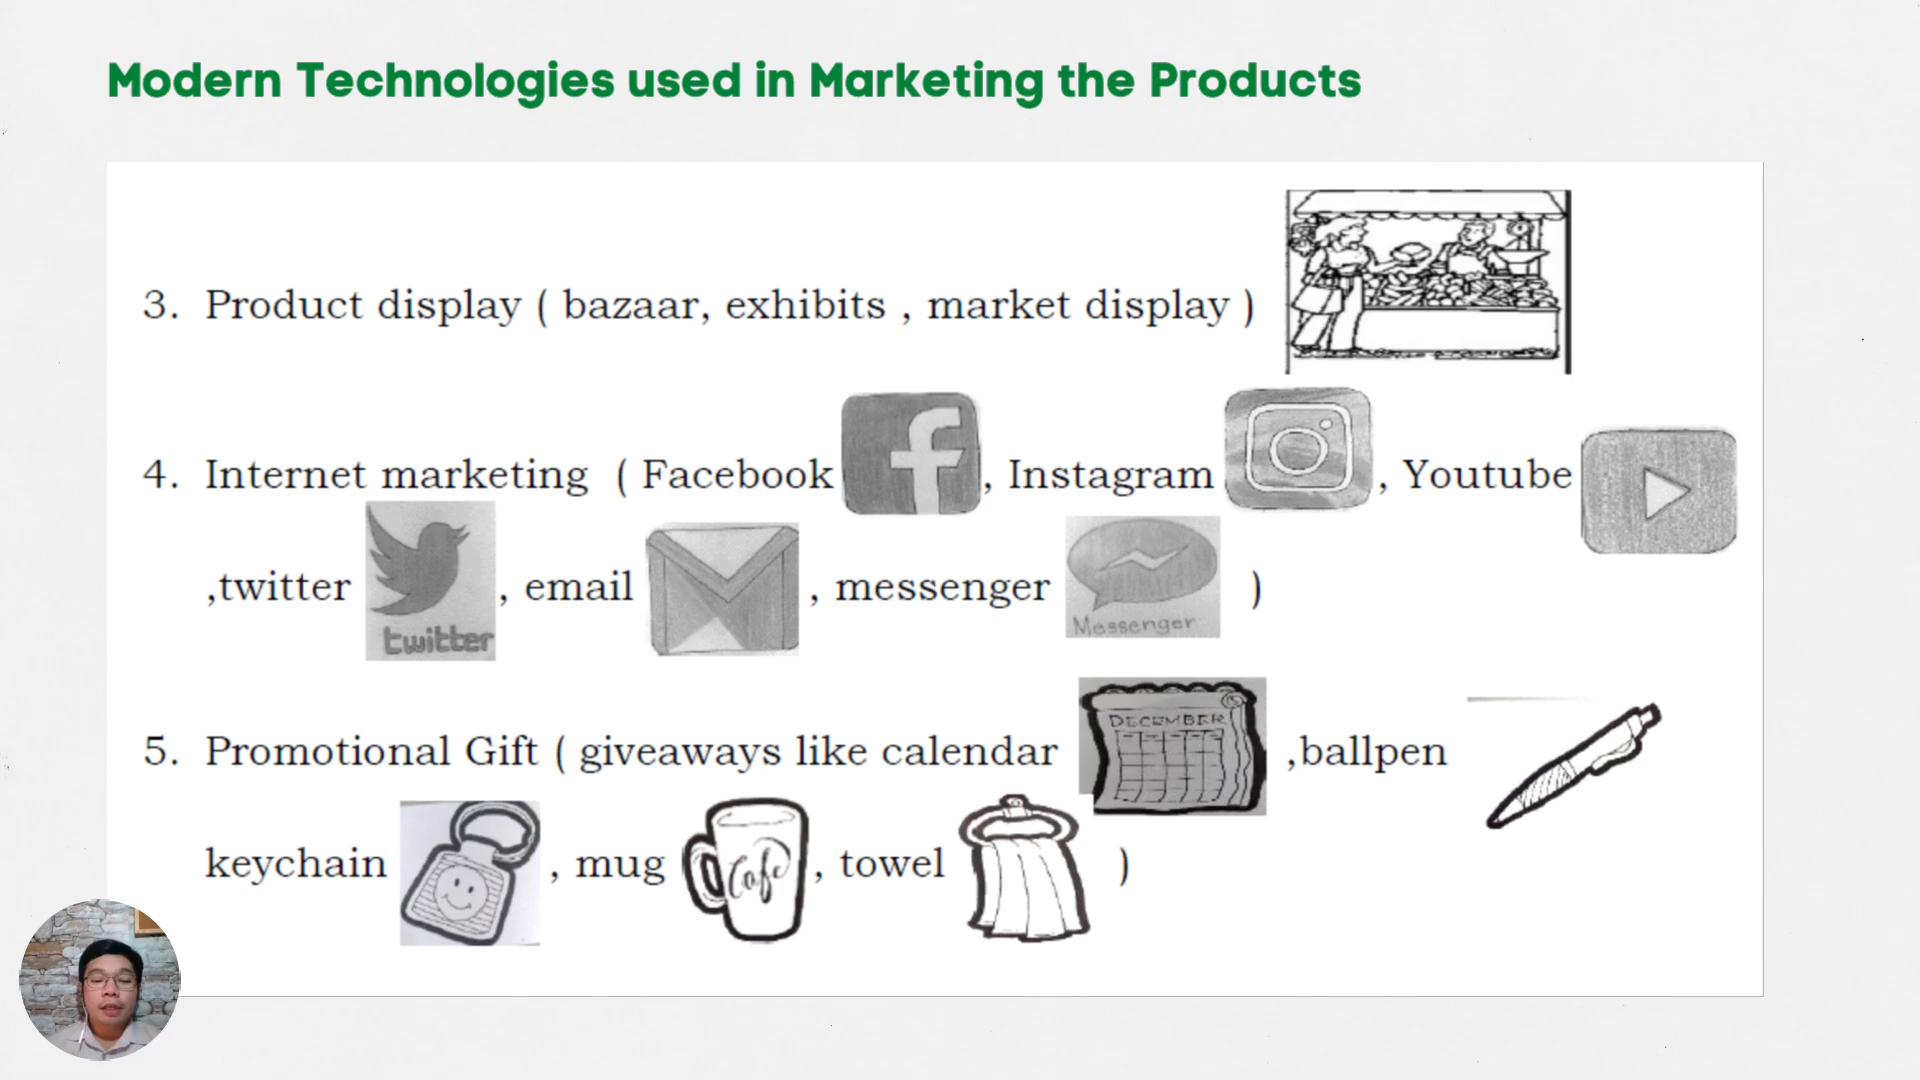 Modern Technologies used in Marketing the Products
3. Product display ( bazaar, exhibits , market display )
4. Internet marketing ( Facebook , Instagram , Youtube
,twitter , email , messenger )
twitter
Messenger
DECEMBER
5. Promotional Gift ( giveaways like calendar ,ballpen
keychain , mug , towel )
Cafe